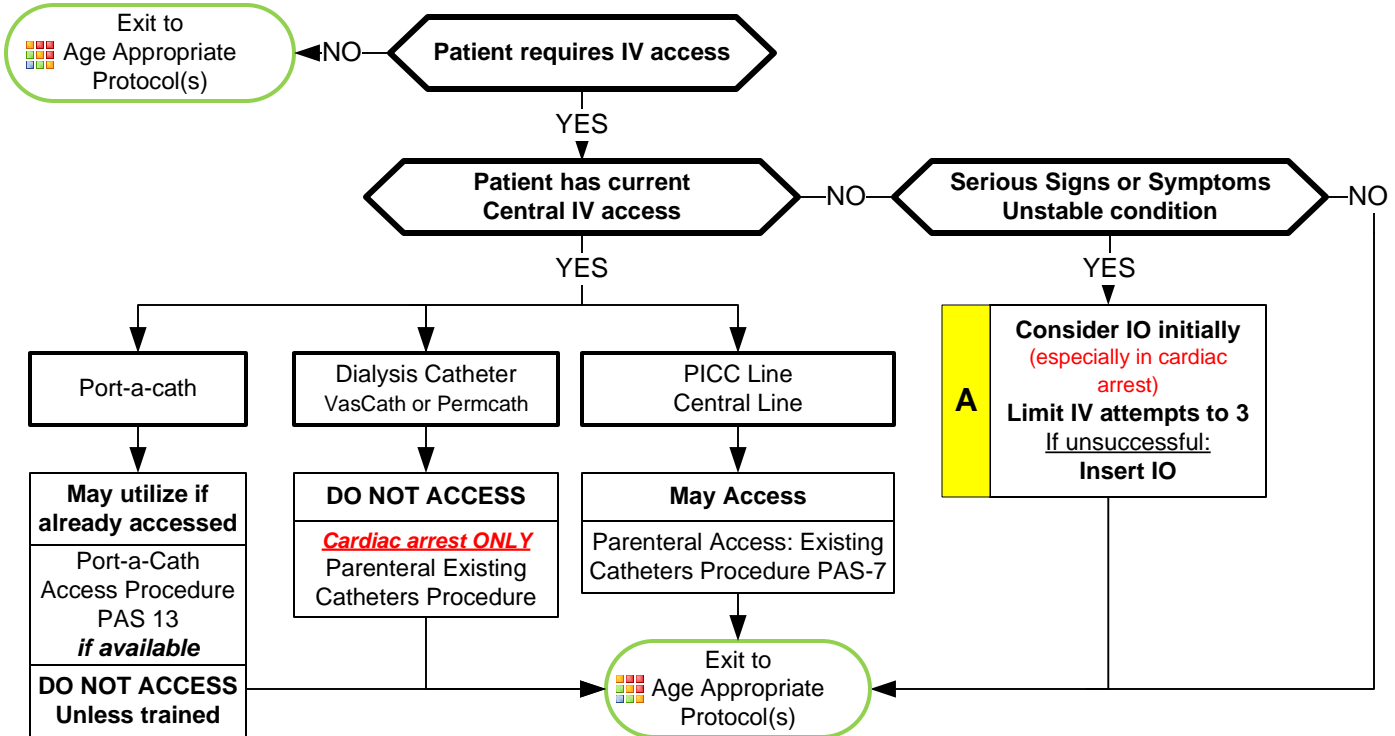 Exit to
Age Appropriate
Protocol(s)
NO
Patient requires IV access
YES
Patient has current
Central IV access
NO
Serious Signs or Symptoms
Unstable condition
NO
YES
YES
Port-a-cath
Dialysis Catheter
VasCath or Permcath
PICC Line
Central Line
A
Consider IO initially
(especially in cardiac
arrest)
Limit IV attempts to 3
If unsuccessful:
Insert IO
May utilize if
already accessed
Port-a-Cath
Access Procedure
PAS 13
if available
DO NOT ACCESS
Unless trained
DO NOT ACCESS
Cardiac arrest ONLY
Parenteral Existing
Catheters Procedure
May Access
Parenteral Access: Existing
Catheters Procedure PAS-7
Exit to
Age Appropriate
Protocol(s)